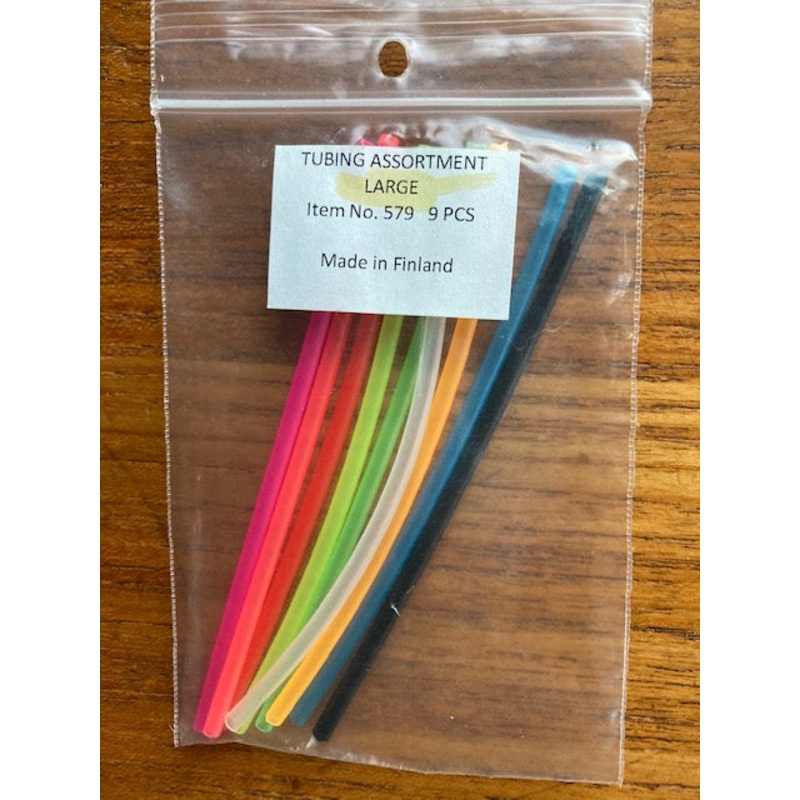 TUBING ASSORTMENT
LARGE
Item No. 579 9 PCS
Made in Finland